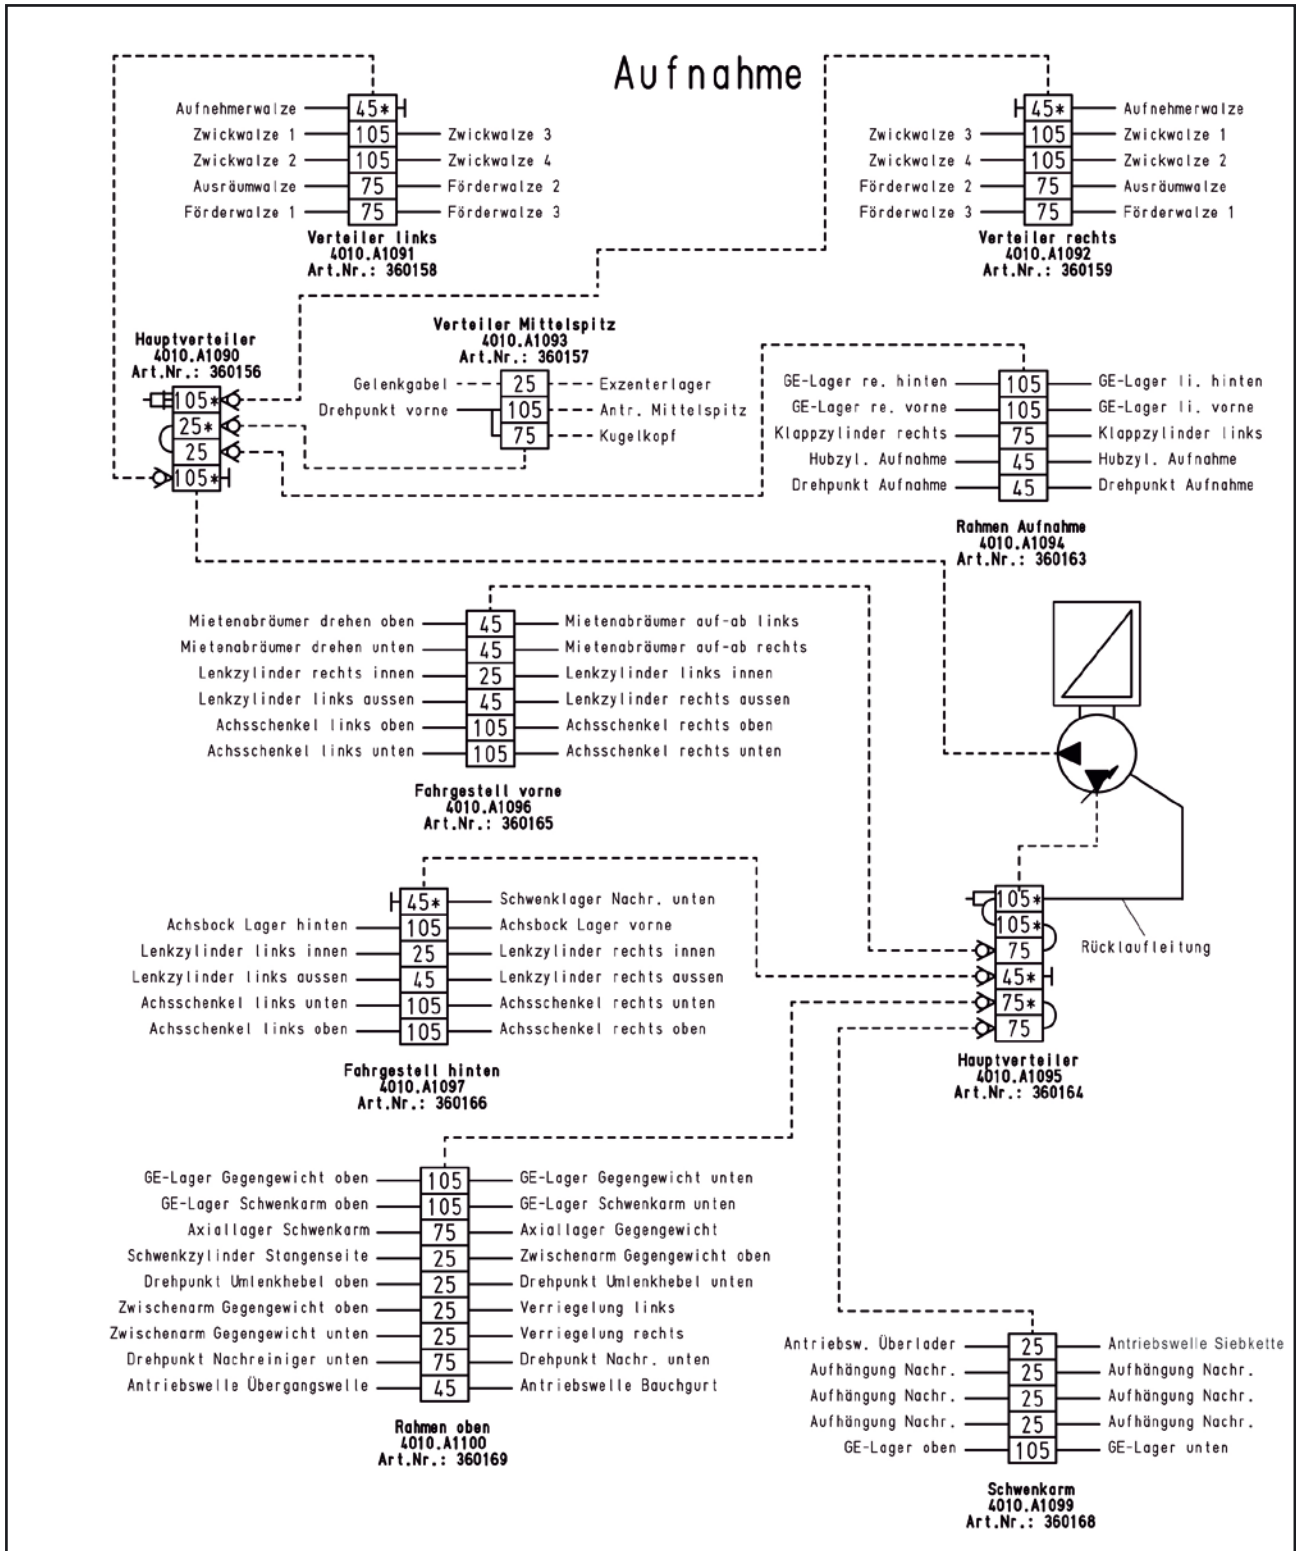 Aufnahme
Aufnehmerwalze 45*
Zwickwalze 1 105 Zwickwalze 3
Zwickwalze 2 105 Zwickwalze 4
Ausräumwalze 75 Förderwalze 2
Förderwalze 1 75 Förderwalze 3
Verteiler links
4010.A1091
Art.Nr.: 360158
45* Aufnehmerwalze
Zwickwalze 3 105 Zwickwalze 1
Zwickwalze 4 105 Zwickwalze 2
Förderwalze 2 75 Ausräumwalze
Förderwalze 3 75 Förderwalze 1
Verteiler rechts
4010.A1092
Art.Nr.: 360159
Hauptverteiler
4010.A1090
Art.Nr.: 360156
105*
25*
25
105*
Verteiler Mittelspitz
4010.A1093
Art.Nr.: 360157
Gelenkgabel 25 Exzenterlager
Drehpunkt vorne 105 Antr. Mittelspitz
75 Kugelkopf
GE-Lager re. hinten 105 GE-Lager li. hinten
GE-Lager re. vorne 105 GE-Lager li. vorne
Klappzylinder rechts 75 Klappzylinder links
Hubzyl. Aufnahme 45 Hubzyl. Aufnahme
Drehpunkt Aufnahme 45 Drehpunkt Aufnahme
Rahmen Aufnahme
4010.A1094
Art.Nr.: 360163
Mietenabräumer drehen oben 45 Mietenabräumer auf-ab links
Mietenabräumer drehen unten 45 Mietenabräumer auf-ab rechts
Lenkzylinder rechts innen 25 Lenkzylinder links innen
Lenkzylinder links aussen 45 Lenkzylinder rechts aussen
Achsschenkel links oben 105 Achsschenkel rechts oben
Achsschenkel links unten 105 Achsschenkel rechts unten
Fahrgestell vorne
4010.A1096
Art.Nr.: 360165
45* Schwenklager Nachr. unten
Achsbock Lager hinten 105 Achsbock Lager vorne
Lenkzylinder links innen 25 Lenkzylinder rechts innen
Lenkzylinder links aussen 45 Lenkzylinder rechts aussen
Achsschenkel links unten 105 Achsschenkel rechts unten
Achsschenkel links oben 105 Achsschenkel rechts oben
Fahrgestell hinten
4010.A1097
Art.Nr.: 360166
105*
105*
75
45*
75*
75
Rücklaufleitung
Hauptverteiler
4010.A1095
Art.Nr.: 360164
GE-Lager Gegengewicht oben 105 GE-Lager Gegengewicht unten
GE-Lager Schwenkarm oben 105 GE-Lager Schwenkarm unten
Axiallager Schwenkarm 75 Axiallager Gegengewicht
Schwenkzylinder Stangenseite 25 Zwischenarm Gegengewicht oben
Drehpunkt Umlenkhebel oben 25 Drehpunkt Umlenkhebel unten
Zwischenarm Gegengewicht oben 25 Verriegelung links
Zwischenarm Gegengewicht unten 25 Verriegelung rechts
Drehpunkt Nachreiniger unten 75 Drehpunkt Nachr. unten
Antriebswelle Übergangswelle 45 Antriebswelle Bauchgurt
Rahmen oben
4010.A1100
Art.Nr.: 360169
Antriebsw. Überlader 25 Antriebswelle Siebkette
Aufhängung Nachr. 25 Aufhängung Nachr.
Aufhängung Nachr. 25 Aufhängung Nachr.
Aufhängung Nachr. 25 Aufhängung Nachr.
GE-Lager oben 105 GE-Lager unten
Schwenkarm
4010.A1099
Art.Nr.: 360168